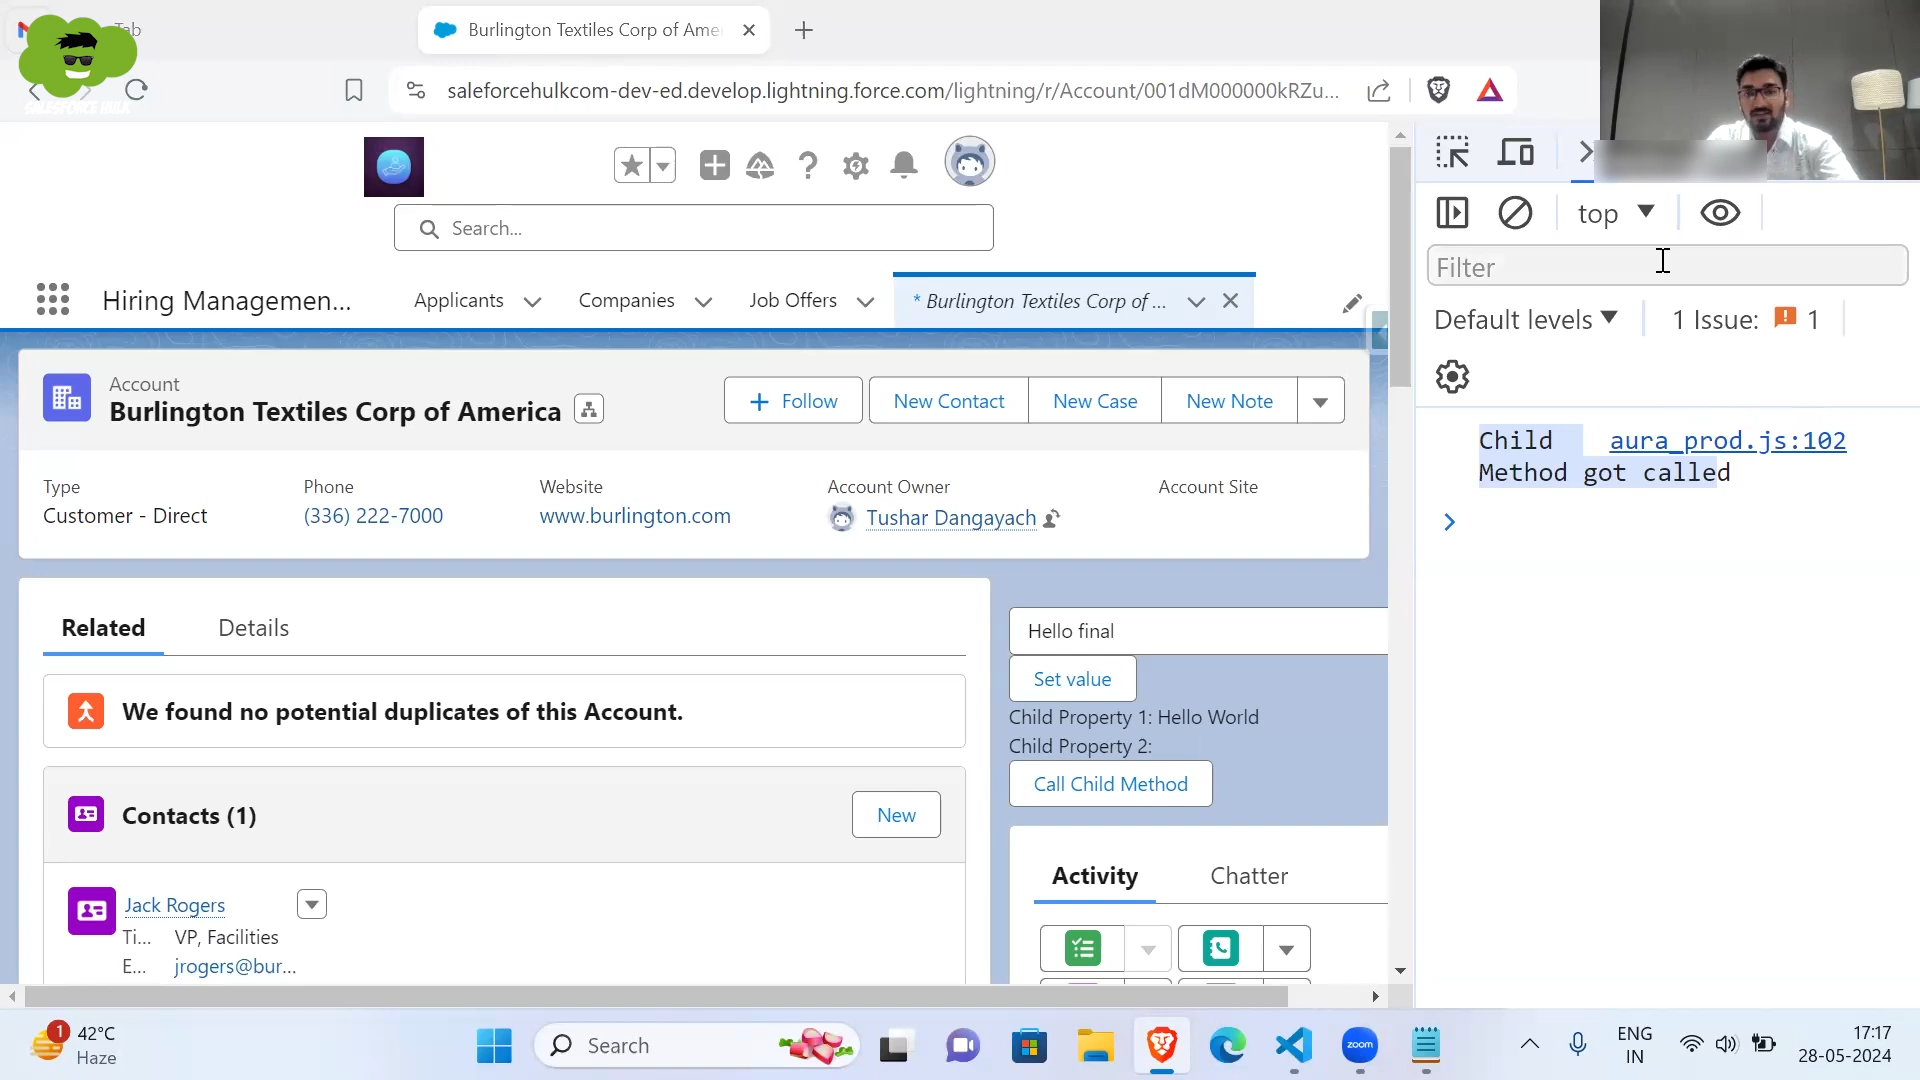 Tab
Burlington Textiles Corp of Ame
SALESFORCE HULK
saleforcehulkcom-dev-ed.develop.lightning.force.com/lightning/r/Account/001dM000000kRZu...
Search...
Hiring Managemen...
Applicants
Companies
Job Offers
* Burlington Textiles Corp of ...
Account
Burlington Textiles Corp of America
Follow
New Contact
New Case
New Note
Type
Phone
Website
Account Owner
Account Site
Customer - Direct
(336) 222-7000
www.burlington.com
Tushar Dangayach
Related
Details
We found no potential duplicates of this Account.
Contacts (1)
New
Jack Rogers
Ti...
VP, Facilities
E...
jrogers@bur...
Hello final
Set value
Child Property 1: Hello World
Child Property 2:
Call Child Method
Activity
Chatter
top
Filter
Default levels
1 Issue:
1
Child
aura_prod.js:102
Method got called
1
42°C
Haze
Search
zoom
ENG
IN
17:17
28-05-2024